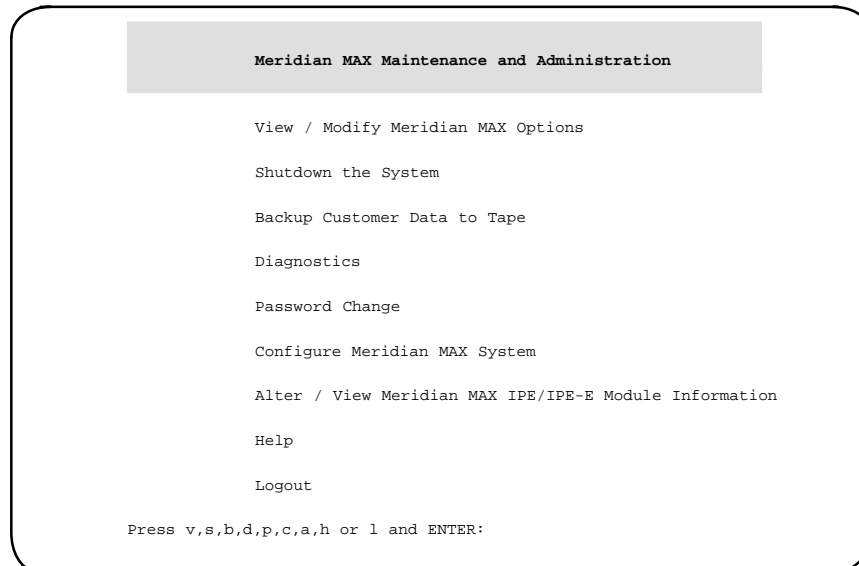 Meridian MAX Maintenance and Administration
View / Modify Meridian MAX Options
Shutdown the System
Backup Customer Data to Tape
Diagnostics
Password Change
Configure Meridian MAX System
Alter / View Meridian MAX IPE/IPE-E Module Information
Help
Logout
Press v,s,b,d,p,c,a,h or l and ENTER: